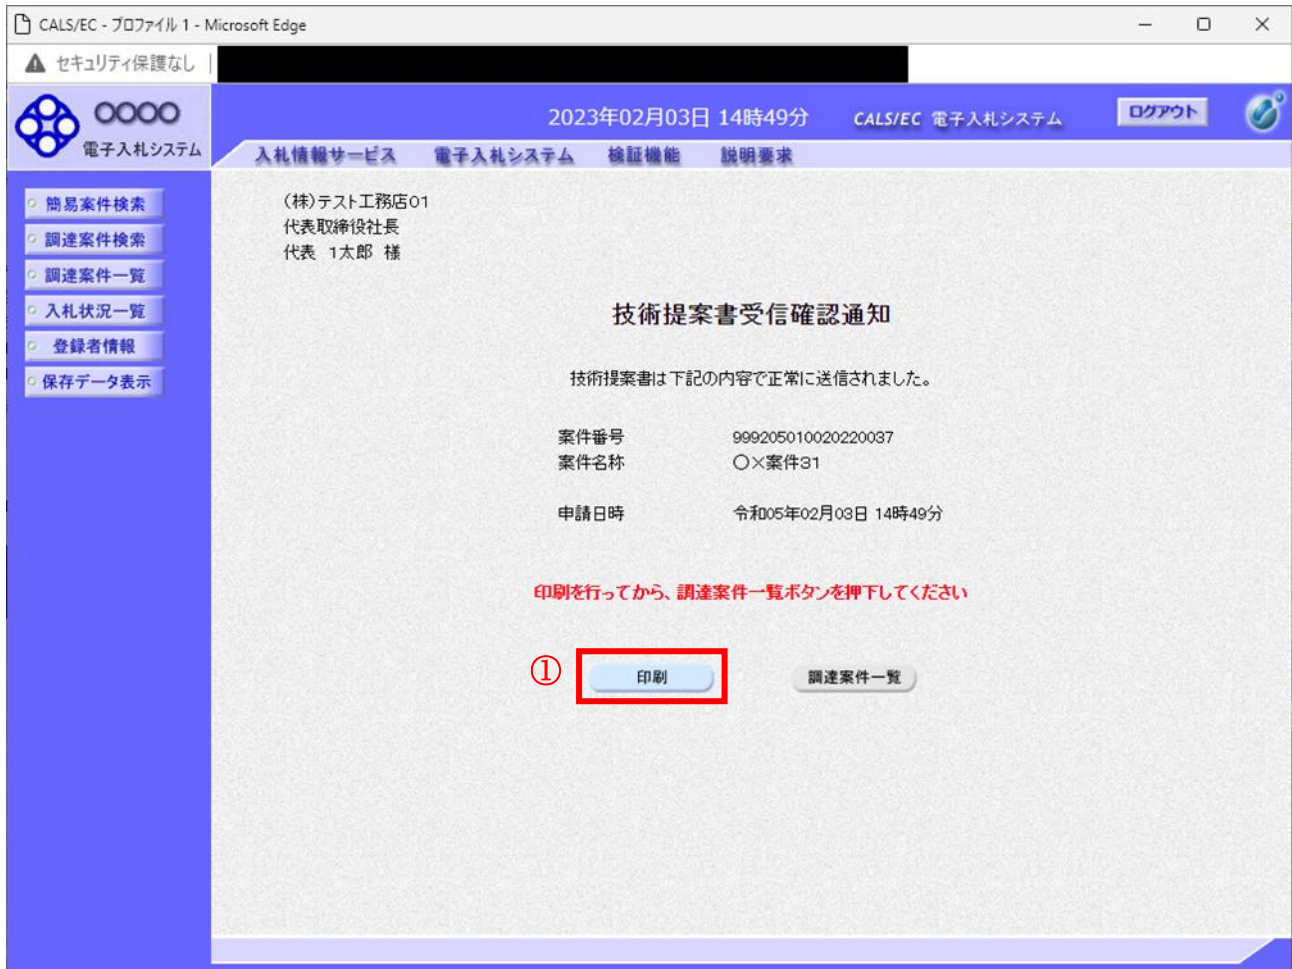 CALS/EC - プロファイル 1 - Microsoft Edge
セキュリティ保護なし
〇〇〇〇
電子入札システム
2023年02月03日 14時49分
CALS/EC 電子入札システム
ログアウト
入札情報サービス 電子入札システム 検証機能 説明要求
簡易案件検索
調達案件検索
調達案件一覧
入札状況一覧
登録者情報
保存データ表示
(株)テスト工務店01
代表取締役社長
代表 1太郎 様
技術提案書受信確認通知
技術提案書は下記の内容で正常に送信されました。
案件番号 999205010020220037
案件名称 〇×案件31
申請日時 令和05年02月03日 14時49分
印刷を行ってから、調達案件一覧ボタンを押下してください
① 印刷 調達案件一覧